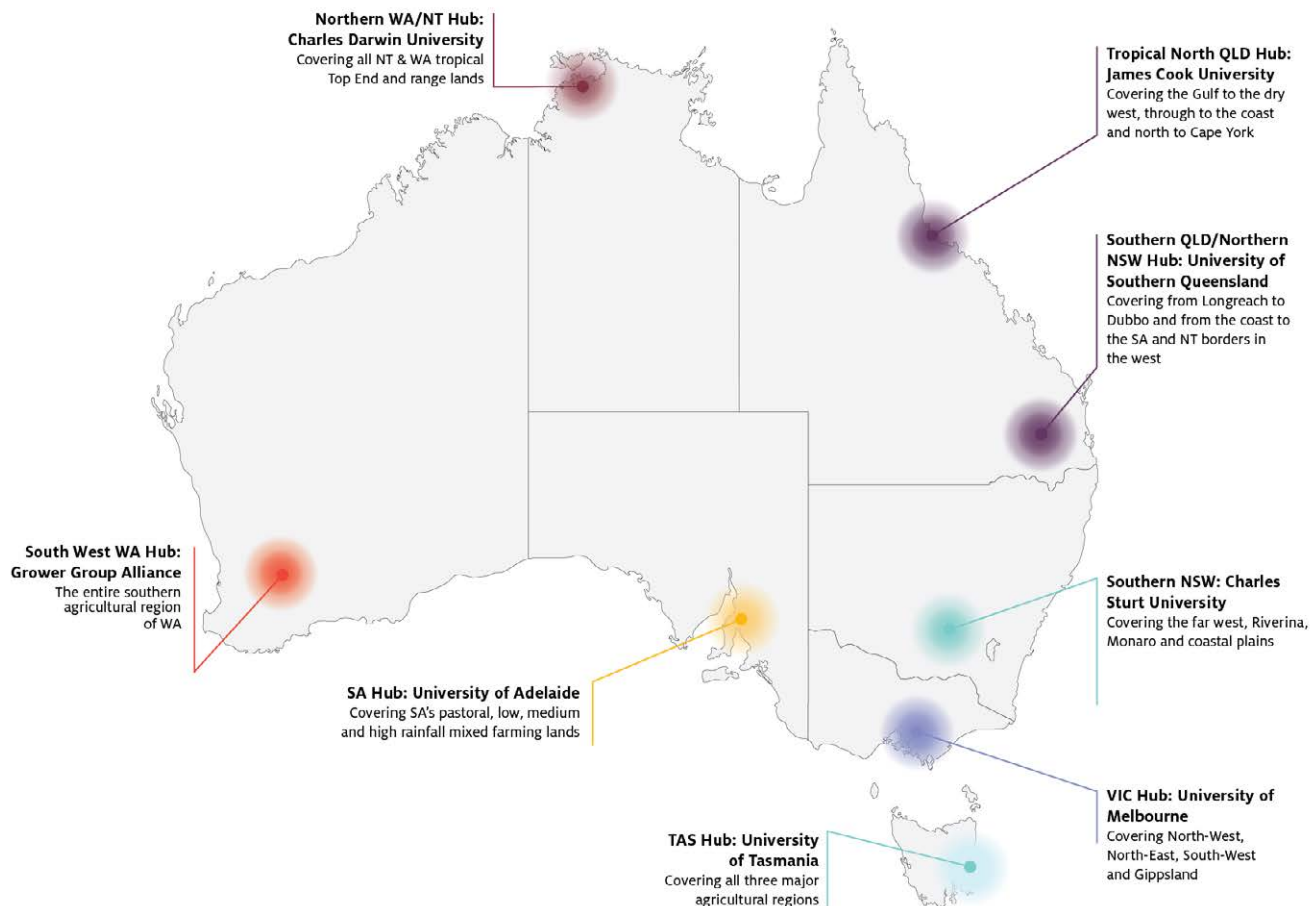 Northern WA/NT Hub:
Charles Darwin University
Covering all NT & WA tropical
Top End and range lands
Tropical North QLD Hub:
James Cook University
Covering the Gulf to the dry
west, through to the coast
and north to Cape York
Southern QLD/Northern
NSW Hub: University of
Southern Queensland
Covering from Longreach to
Dubbo and from the coast to
the SA and NT borders in
the west
South West WA Hub:
Grower Group Alliance
The entire southern
agricultural region
of WA
Southern NSW: Charles
Sturt University
Covering the far west, Riverina,
Monaro and coastal plains
SA Hub: University of Adelaide
Covering SA's pastoral, low, medium
and high rainfall mixed farming lands
VIC Hub: University of
Melbourne
Covering North-West,
North-East, South-West
and Gippsland
TAS Hub: University
of Tasmania
Covering all three major
agricultural regions